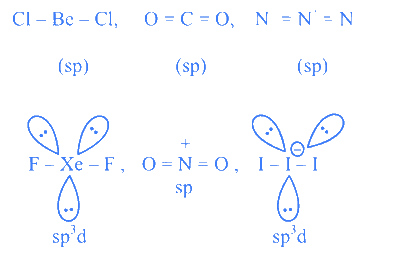 Cl – Be – Cl, O = C = O, N = N = N
(sp) (sp) (sp)
F – Xe – F, O = N = O, I – I – I
+ −
sp
sp³d sp³d